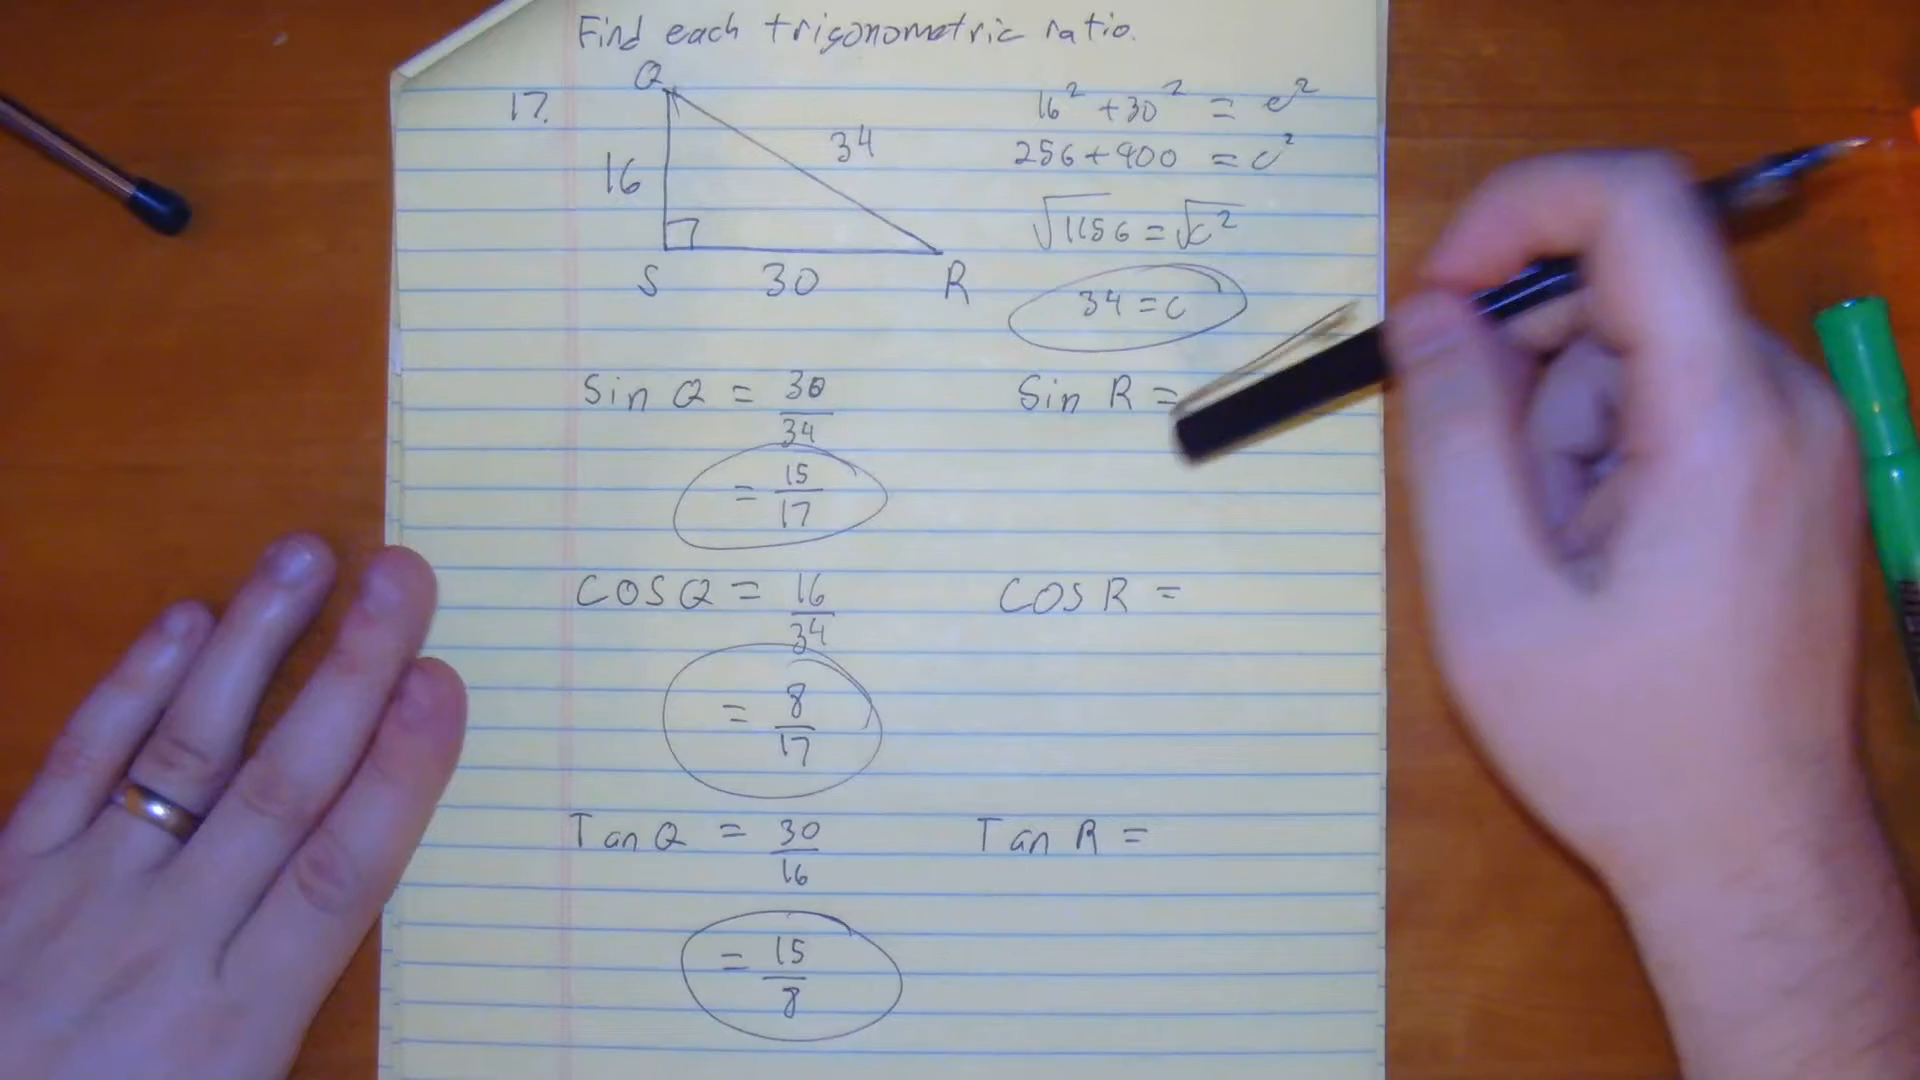 Find each trigonometric ratio.
17.
Q
16
34
S
30
R
16² + 30² = c²
256 + 900 = c²
√1156 = √c²
34 = c
Sin Q = 30/34
= 15/17
Sin R =
COS Q = 16/34
= 8/17
COS R =
Tan Q = 30/16
= 15/8
Tan R =